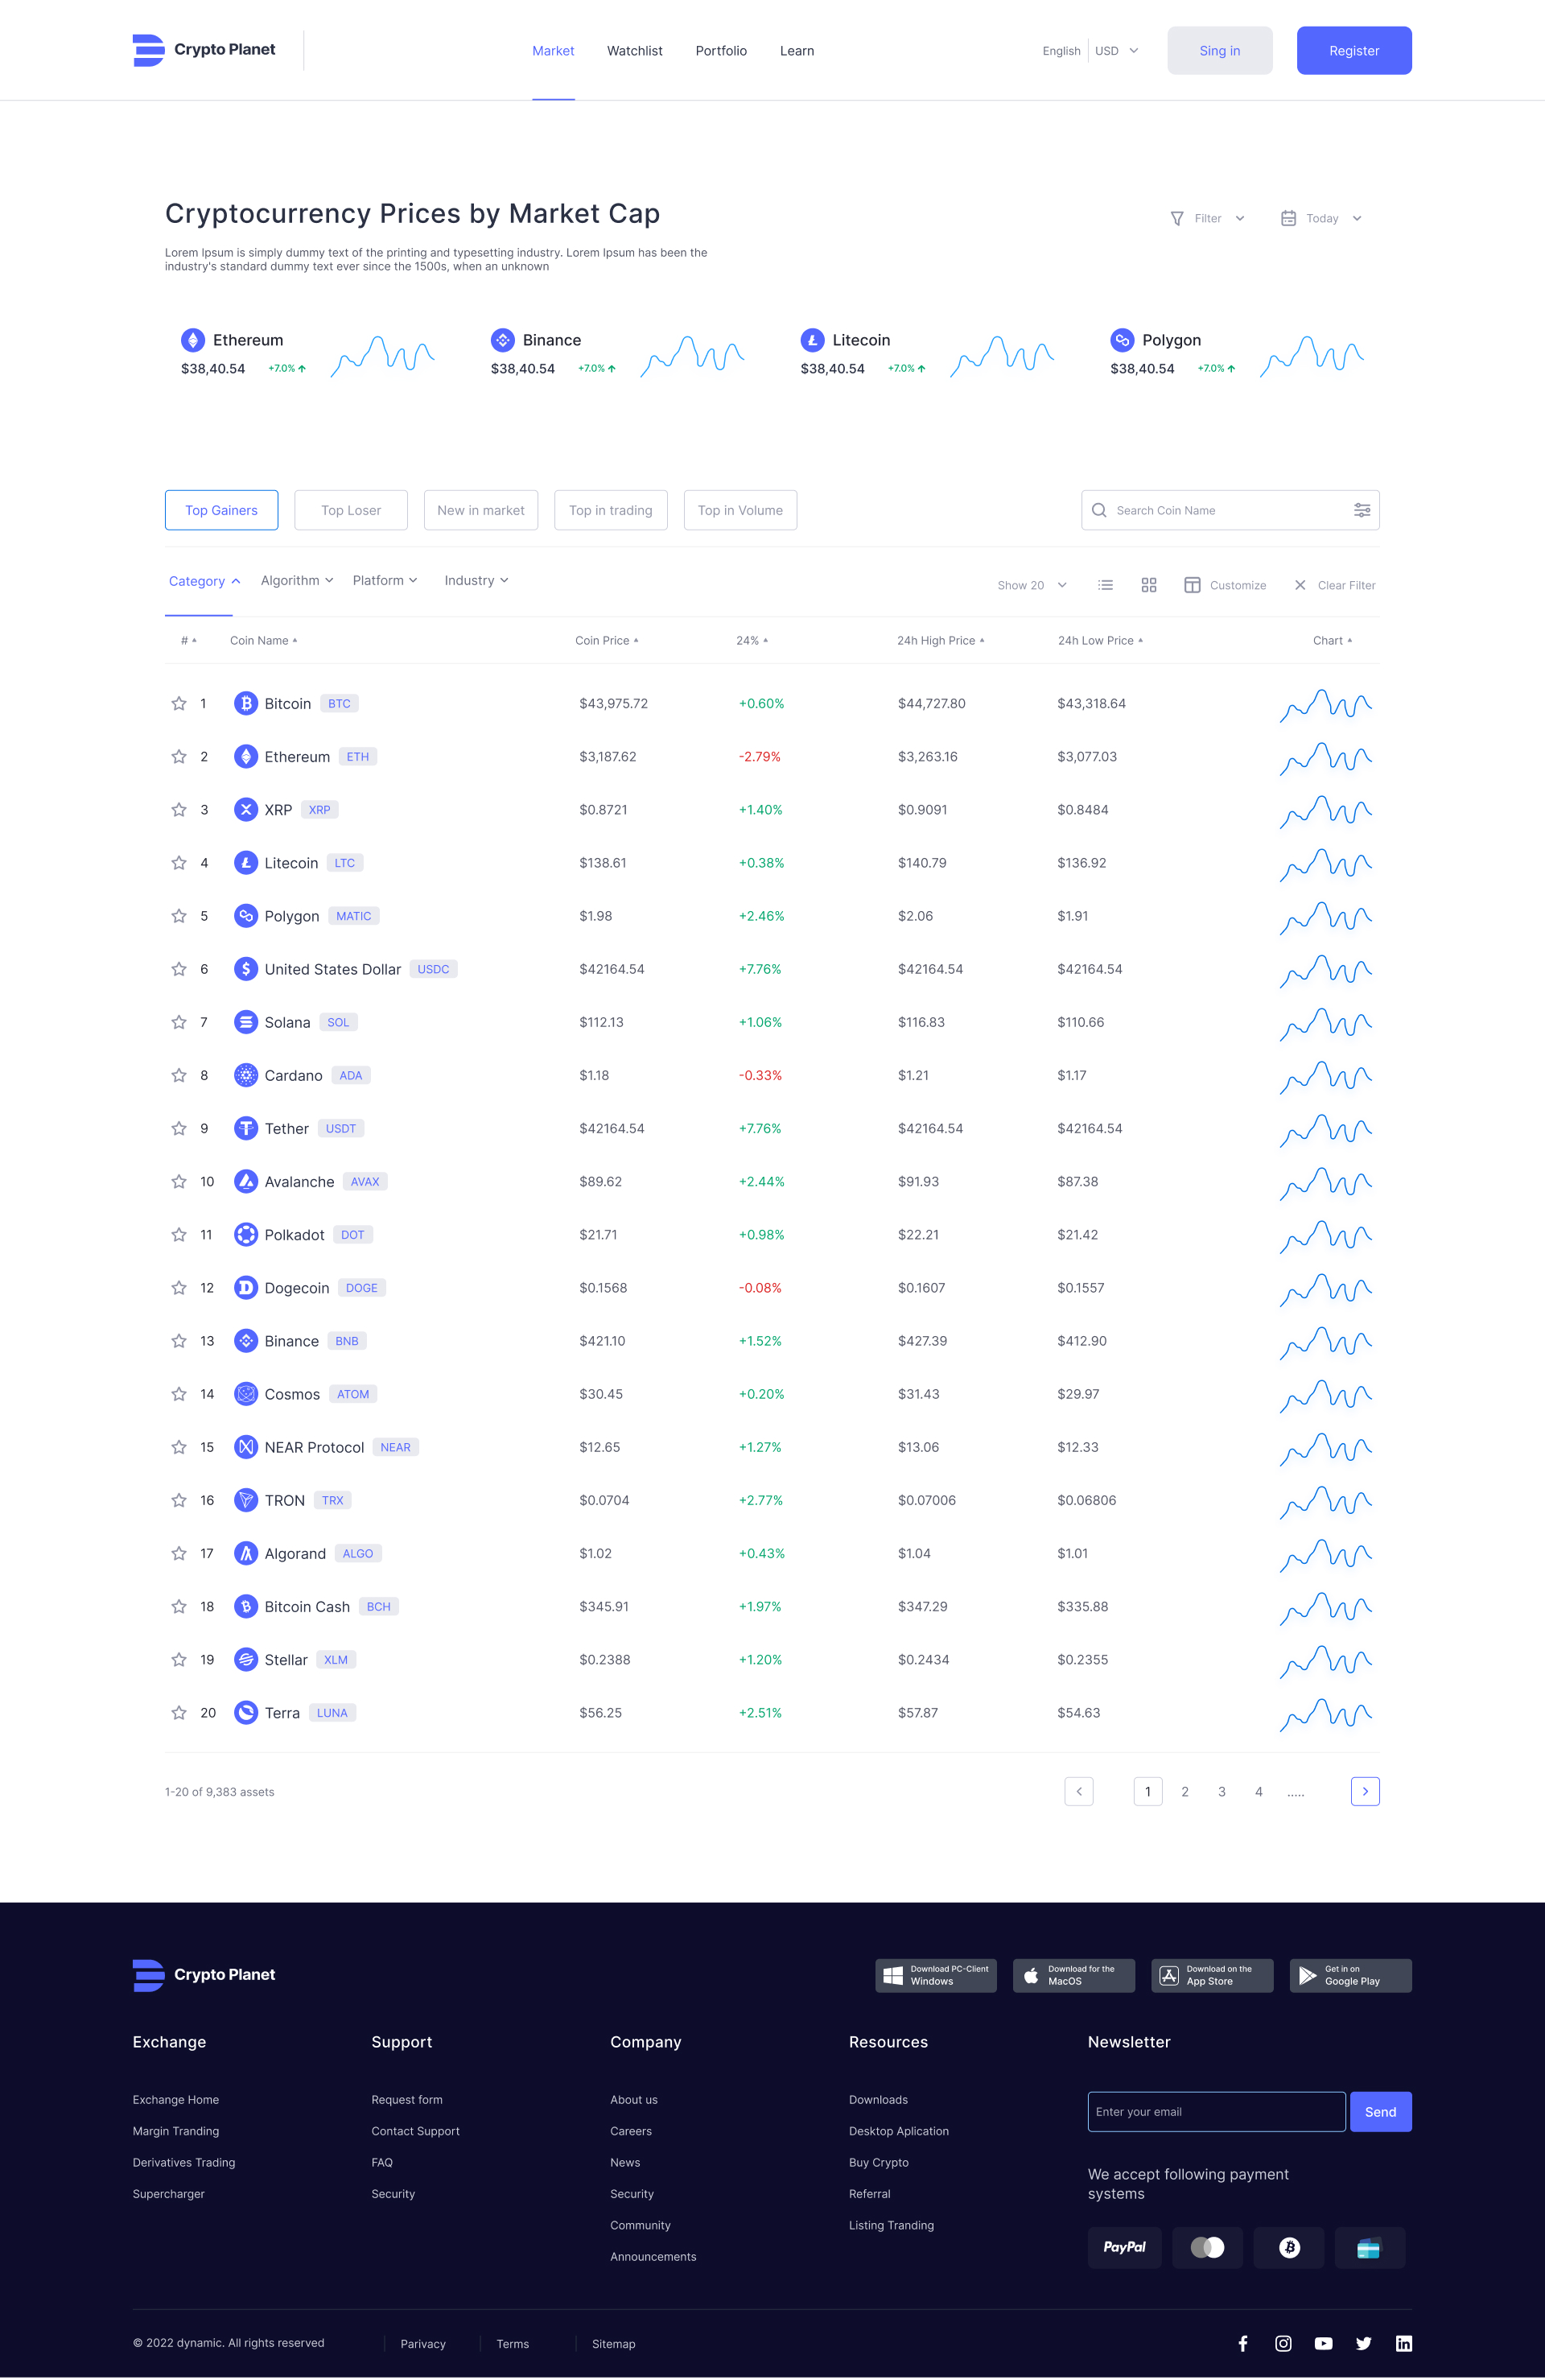 Crypto Planet
Market Watchlist Portfolio Learn
English USD
Sing in
Register
Cryptocurrency Prices by Market Cap
Filter Today
Lorem Ipsum is simply dummy text of the printing and typesetting industry. Lorem Ipsum has been the
industry's standard dummy text ever since the 1500s, when an unknown
Ethereum
$38,40.54 +7.0%
Binance
$38,40.54 +7.0%
Litecoin
$38,40.54 +7.0%
Polygon
$38,40.54 +7.0%
Top Gainers Top Loser New in market Top in trading Top in Volume Search Coin Name
Category Algorithm Platform Industry Show 20 Customize Clear Filter
# Coin Name Coin Price 24% 24h High Price 24h Low Price Chart
1 Bitcoin BTC $43,975.72 +0.60% $44,727.80 $43,318.64
2 Ethereum ETH $3,187.62 -2.79% $3,263.16 $3,077.03
3 XRP XRP $0.8721 +1.40% $0.9091 $0.8484
4 Litecoin LTC $138.61 +0.38% $140.79 $136.92
5 Polygon MATIC $1.98 +2.46% $2.06 $1.91
6 United States Dollar USDC $42164.54 +7.76% $42164.54 $42164.54
7 Solana SOL $112.13 +1.06% $116.83 $110.66
8 Cardano ADA $1.18 -0.33% $1.21 $1.17
9 Tether USDT $42164.54 +7.76% $42164.54 $42164.54
10 Avalanche AVAX $89.62 +2.44% $91.93 $87.38
11 Polkadot DOT $21.71 +0.98% $22.21 $21.42
12 Dogecoin DOGE $0.1568 -0.08% $0.1607 $0.1557
13 Binance BNB $421.10 +1.52% $427.39 $412.90
14 Cosmos ATOM $30.45 +0.20% $31.43 $29.97
15 NEAR Protocol NEAR $12.65 +1.27% $13.06 $12.33
16 TRON TRX $0.0704 +2.77% $0.07006 $0.06806
17 Algorand ALGO $1.02 +0.43% $1.04 $1.01
18 Bitcoin Cash BCH $345.91 +1.97% $347.29 $335.88
19 Stellar XLM $0.2388 +1.20% $0.2434 $0.2355
20 Terra LUNA $56.25 +2.51% $57.87 $54.63
1-20 of 9,383 assets 1 2 3 4 .....
Crypto Planet
Download PC-Client
Windows
Download for the
MacOS
Download on the
App Store
Get in on
Google Play
Exchange
Exchange Home
Margin Tranding
Derivatives Trading
Supercharger
Support
Request form
Contact Support
FAQ
Security
Company
About us
Careers
News
Security
Community
Announcements
Resources
Downloads
Desktop Aplication
Buy Crypto
Referral
Listing Tranding
Newsletter
Enter your email Send
We accept following payment
systems
PayPal
© 2022 dynamic. All rights reserved Parivacy Terms Sitemap